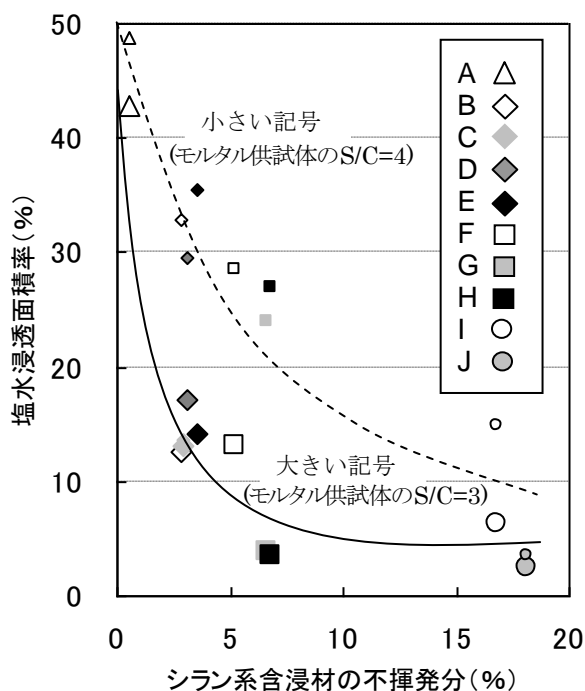 塩水浸透面積率(%)
50
40
30
20
10
0
小さい記号
(モルタル供試体のS/C=4)
大きい記号
(モルタル供試体のS/C=3)
A
B
C
D
E
F
G
H
I
J
0 5 10 15 20
シラン系含浸材の不揮発分(%)